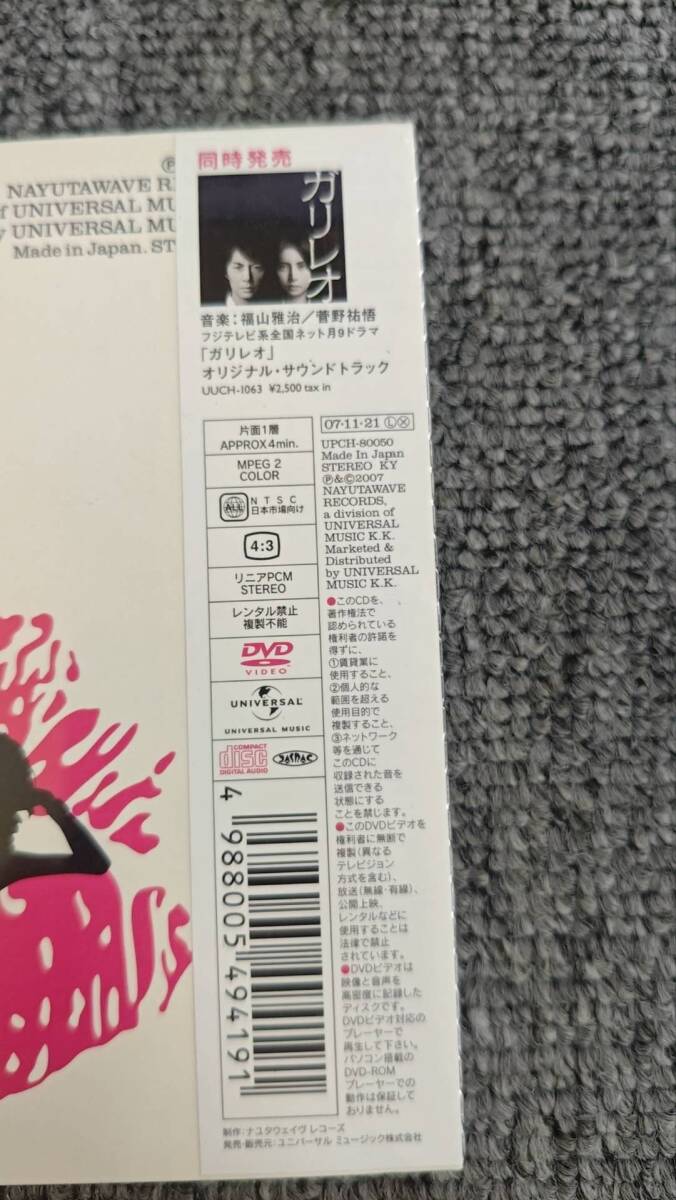 ℗
NAYUTAWAVE RE
f UNIVERSAL MU
y UNIVERSAL MU
Made in Japan. ST
同時発売
ガリレオ
音楽：福山雅治／菅野祐悟
フジテレビ系全国ネット月9ドラマ
「ガリレオ」
オリジナル・サウンドトラック
UUCH-1063 ¥2,500 tax in
片面1層
APPROX4min.
MPEG 2
COLOR
ALL
NTSC
日本市場向け
4:3
リニアPCM
STEREO
レンタル禁止
複製不能
DVD
VIDEO
UNIVERSAL
UNIVERSAL MUSIC
COMPACT
disc
DIGITAL AUDIO
JASRAC
4 988005 494191
07·11·21 Ⓛ Ⓧ
UPCH-80050
Made In Japan
STEREO KY
℗&©2007
NAYUTAWAVE
RECORDS,
a division of
UNIVERSAL
MUSIC K.K.
Marketed &
Distributed
by UNIVERSAL
MUSIC K.K.
●このCDを、
著作権法で
認められている
権利者の許諾を
得ずに、
①賃貸業に
使用すること、
②個人的な
範囲を超える
使用目的で
複製すること、
③ネットワーク
等を通じて
このCDに
収録された音を
送信できる
状態にする
ことを禁じます。
●このDVDビデオを
権利者に無断で
複製(異なる
テレビジョン
方式を含む)、
放送(無線・有線)、
公開上映、
レンタルなどに
使用することは
法律で禁止
されています。
●DVDビデオは
映像と音声を
高密度に記録した
ディスクです。
DVDビデオ対応の
プレーヤーで
再生して下さい。
パソコン搭載の
DVD-ROM
プレーヤーでの
動作は保証して
おりません。
制作：ナユタウェイヴ レコーズ
発売・販売元：ユニバーサル ミュージック株式会社